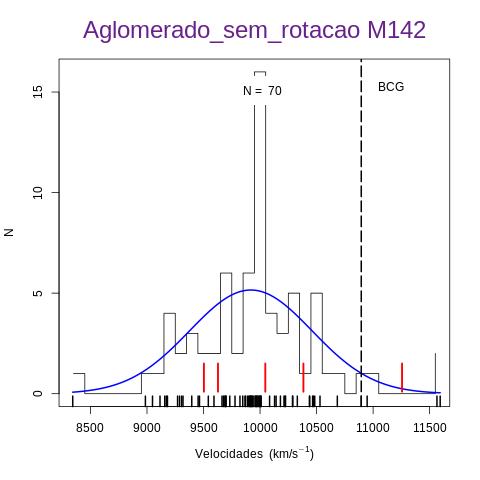 Aglomerado_sem_rotacao M142
N = 70
BCG
N
0
5
10
15
8500 9000 9500 10000 10500 11000 11500
Velocidades (km/s⁻¹)